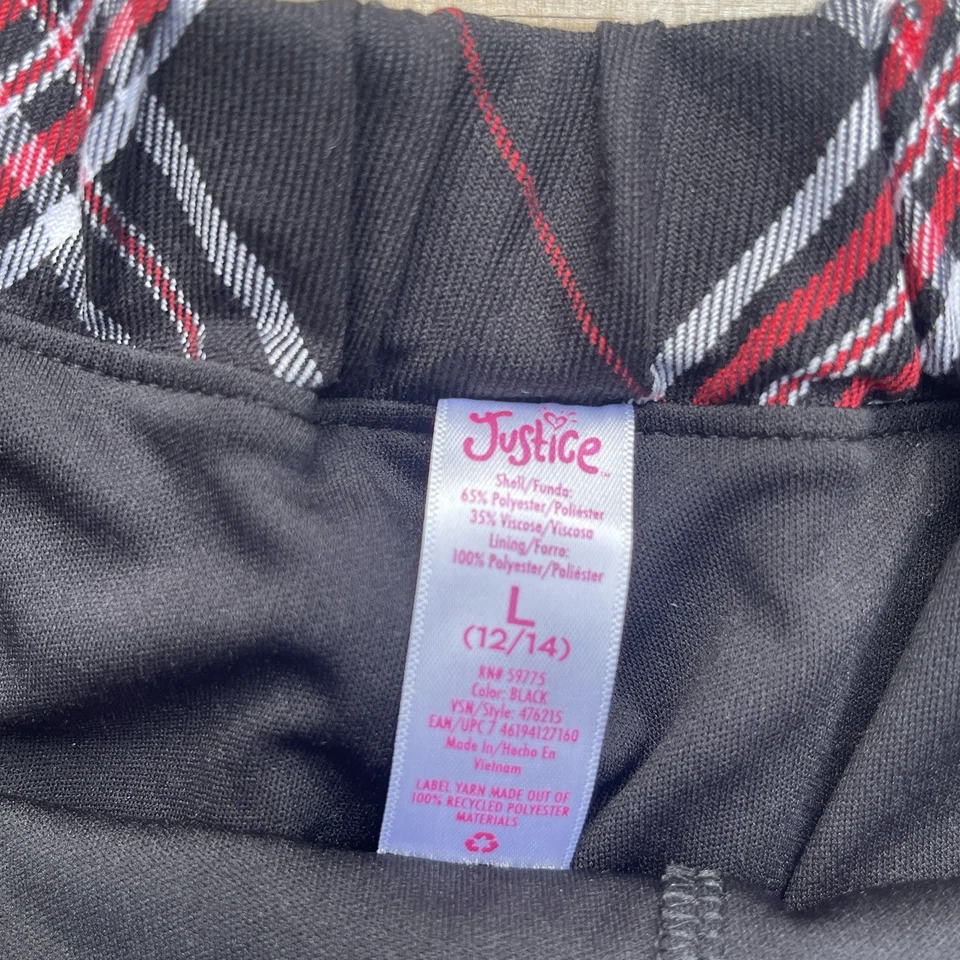 Justice™
Shell/Funda:
65% Polyester/Poliéster
35% Viscose/Viscosa
Lining/Forro:
100% Polyester/Poliéster
L
(12/14)
RN# 59775
Color: BLACK
VSN/Style: 476215
EAN/UPC 7 46194127160
Made In/Hecho En
Vietnam
LABEL YARN MADE OUT OF
100% RECYCLED POLYESTER
MATERIALS